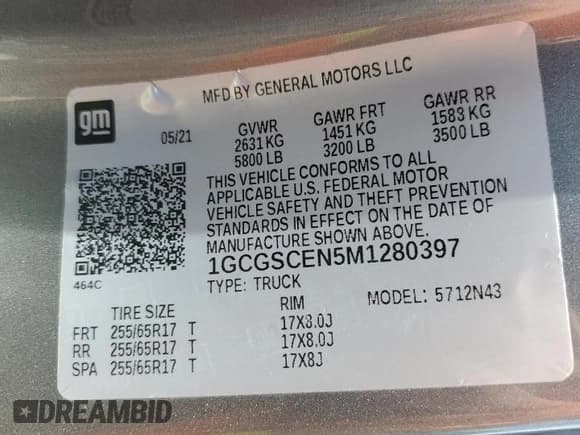 MFD BY GENERAL MOTORS LLC
gm
05/21
GVWR GAWR FRT GAWR RR
2631 KG 1451 KG 1583 KG
5800 LB 3200 LB 3500 LB
THIS VEHICLE CONFORMS TO ALL
APPLICABLE U.S. FEDERAL MOTOR
VEHICLE SAFETY AND THEFT PREVENTION
STANDARDS IN EFFECT ON THE DATE OF
MANUFACTURE SHOWN ABOVE.
1GCGSCEN5M1280397
464C
TYPE: TRUCK MODEL: 5712N43
TIRE SIZE RIM
FRT 255/65R17 T 17X8.0J
RR 255/65R17 T 17X8.0J
SPA 255/65R17 T 17X8J
DREAMBID